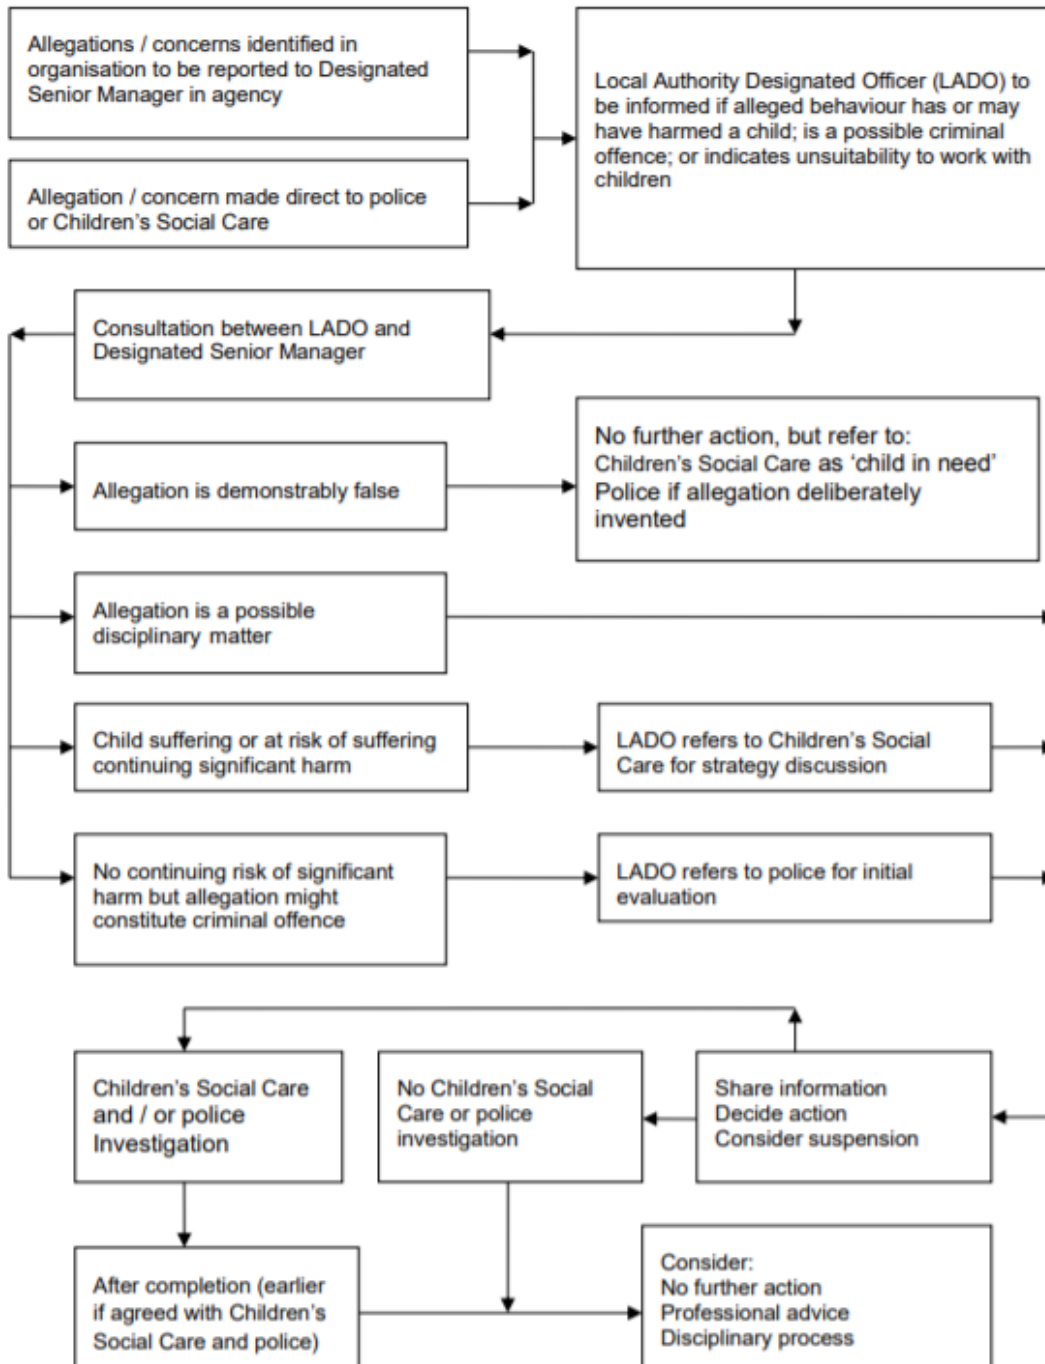 Allegations / concerns identified in
organisation to be reported to Designated
Senior Manager in agency
Local Authority Designated Officer (LADO) to
be informed if alleged behaviour has or may
have harmed a child; is a possible criminal
offence; or indicates unsuitability to work with
children
Allegation / concern made direct to police
or Children's Social Care
Consultation between LADO and
Designated Senior Manager
No further action, but refer to:
Children's Social Care as 'child in need'
Police if allegation deliberately
invented
Allegation is demonstrably false
Allegation is a possible
disciplinary matter
Child suffering or at risk of suffering
continuing significant harm
LADO refers to Children's Social
Care for strategy discussion
No continuing risk of significant
harm but allegation might
constitute criminal offence
LADO refers to police for initial
evaluation
Children's Social Care
and / or police
Investigation
No Children's Social
Care or police
investigation
Share information
Decide action
Consider suspension
After completion (earlier
if agreed with Children's
Social Care and police)
Consider:
No further action
Professional advice
Disciplinary process